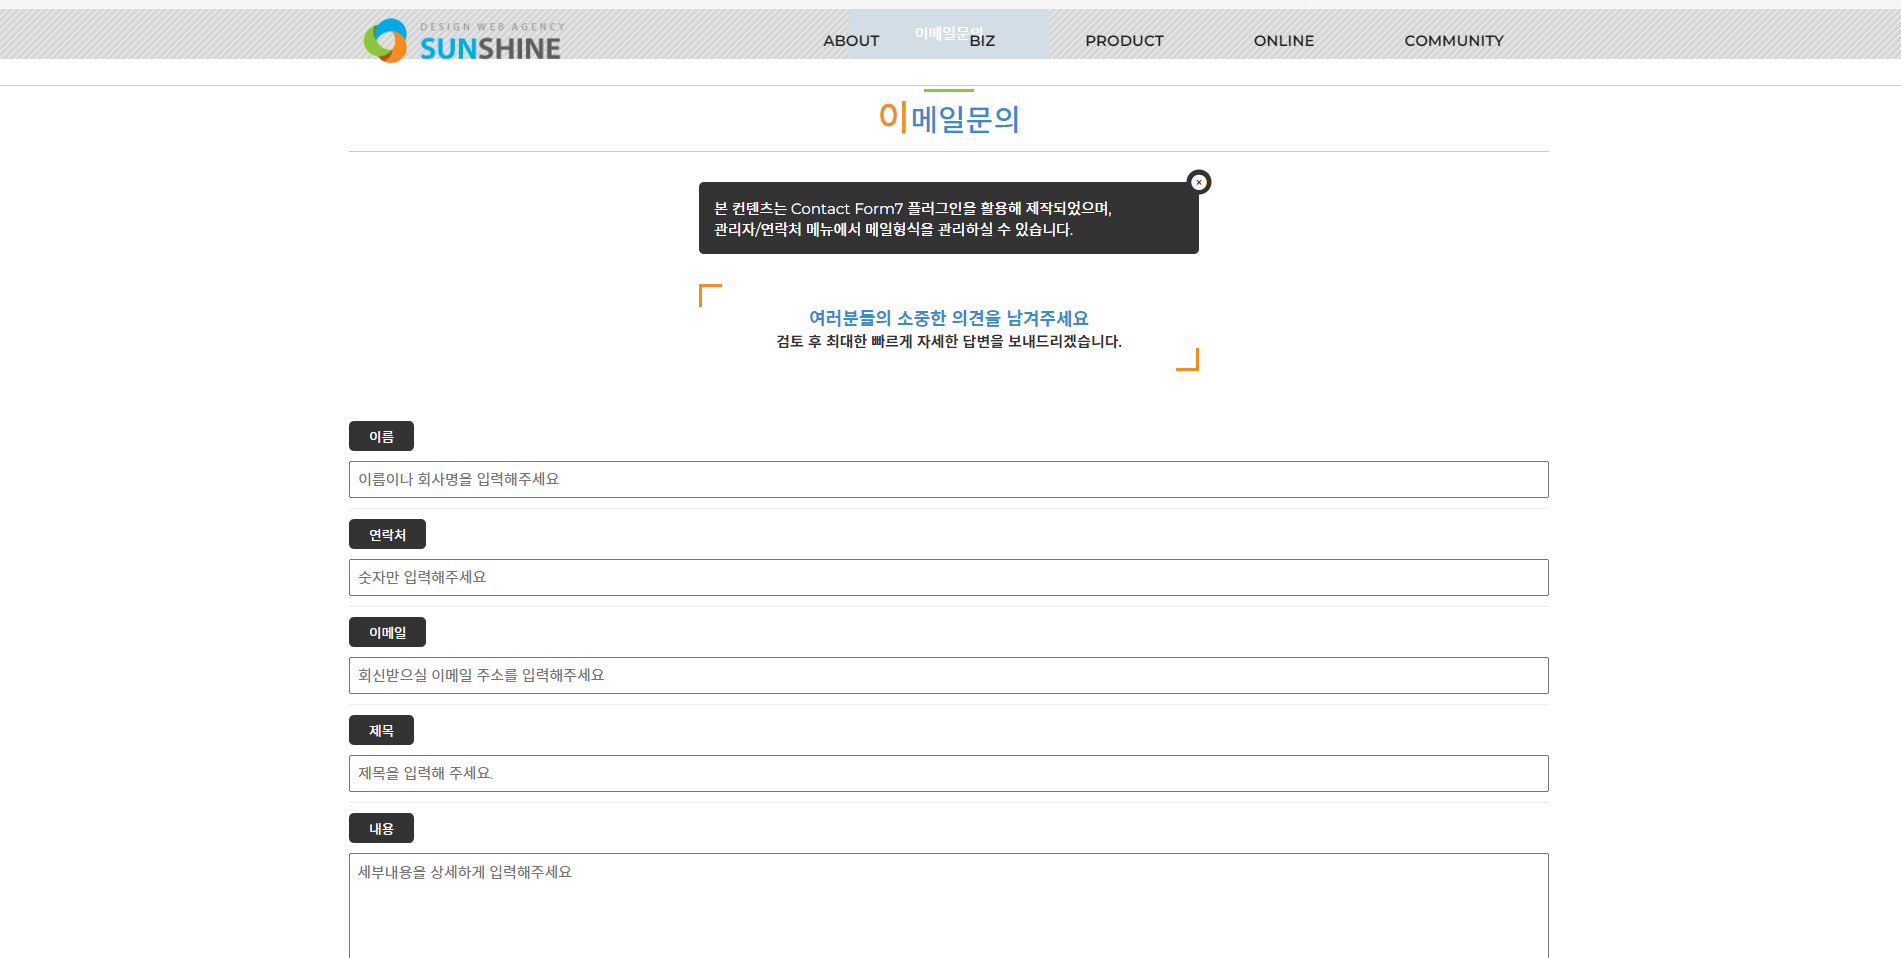 DESIGN WEB AGENCY
SUNSHINE
ABOUT
이메일문의
BIZ
PRODUCT
ONLINE
COMMUNITY
이메일문의
본 컨텐츠는 Contact Form7 플러그인을 활용해 제작되었으며,
관리자/연락처 메뉴에서 메일형식을 관리하실 수 있습니다.
여러분들의 소중한 의견을 남겨주세요
검토 후 최대한 빠르게 자세한 답변을 보내드리겠습니다.
이름
이름이나 회사명을 입력해주세요
연락처
숫자만 입력해주세요
이메일
회신받으실 이메일 주소를 입력해주세요
제목
제목을 입력해 주세요.
내용
세부내용을 상세하게 입력해주세요